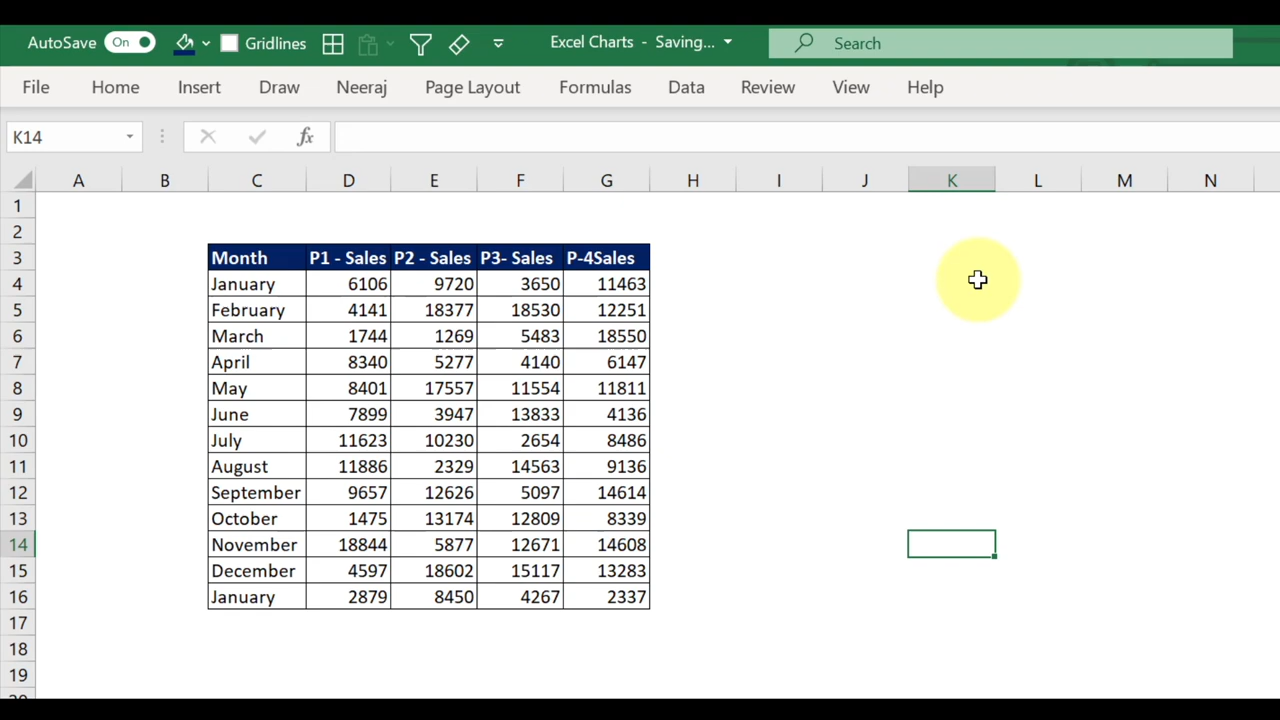 AutoSave On Gridlines Excel Charts - Saving... Search
File Home Insert Draw Neeraj Page Layout Formulas Data Review View Help
K14 fx
A B C D E F G H I J K L M N
1
2
3 Month P1 - Sales P2 - Sales P3- Sales P-4Sales
4 January 6106 9720 3650 11463
5 February 4141 18377 18530 12251
6 March 1744 1269 5483 18550
7 April 8340 5277 4140 6147
8 May 8401 17557 11554 11811
9 June 7899 3947 13833 4136
10 July 11623 10230 2654 8486
11 August 11886 2329 14563 9136
12 September 9657 12626 5097 14614
13 October 1475 13174 12809 8339
14 November 18844 5877 12671 14608
15 December 4597 18602 15117 13283
16 January 2879 8450 4267 2337
17
18
19